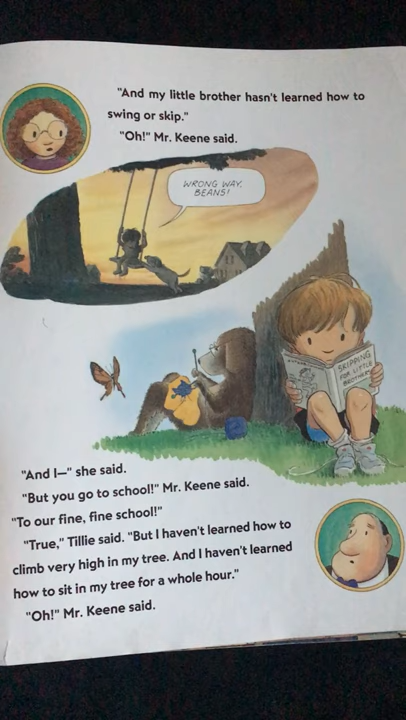 "And my little brother hasn't learned how to
swing or skip."
"Oh!" Mr. Keene said.
WRONG WAY,
BEANS!
SKIPPING
FOR LITTLE
BROTHERS
"And I—" she said.
"But you go to school!" Mr. Keene said.
"To our fine, fine school!"
"True," Tillie said. "But I haven't learned how to
climb very high in my tree. And I haven't learned
how to sit in my tree for a whole hour."
"Oh!" Mr. Keene said.